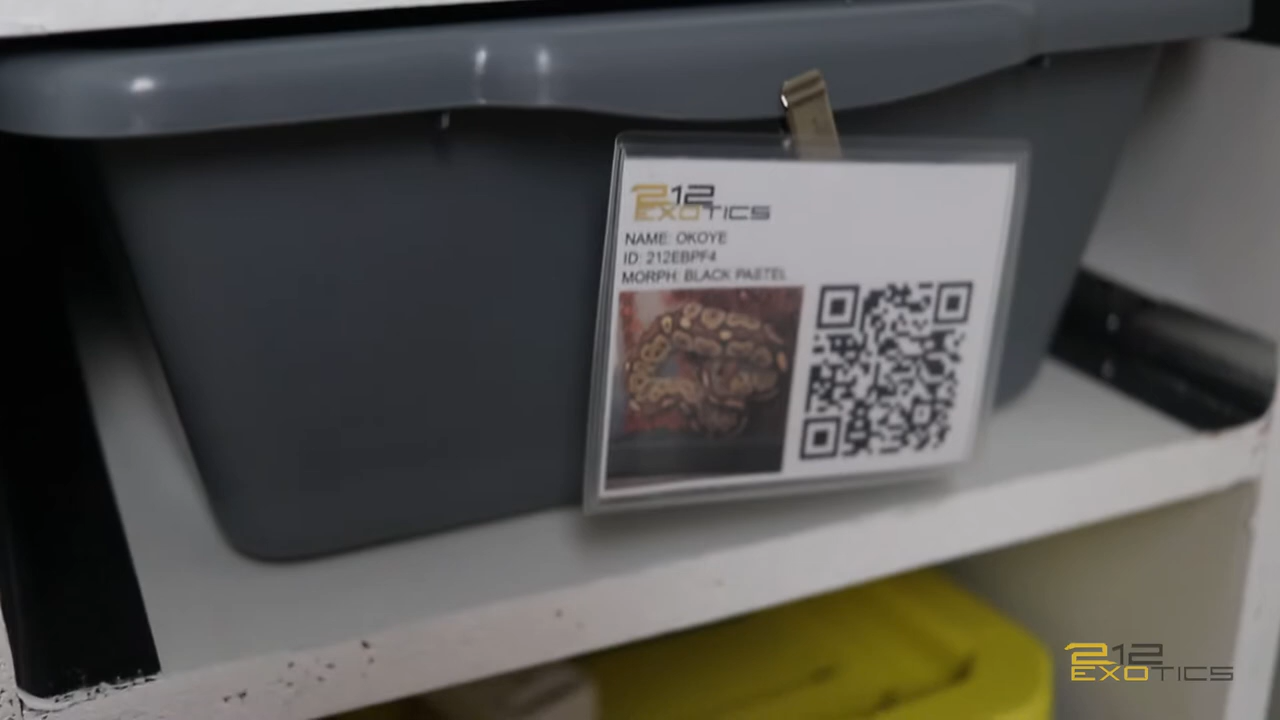 212
EXOTICS
NAME: OKOYE
ID: 212EBPF4
MORPH: BLACK PASTEL
212
EXOTICS